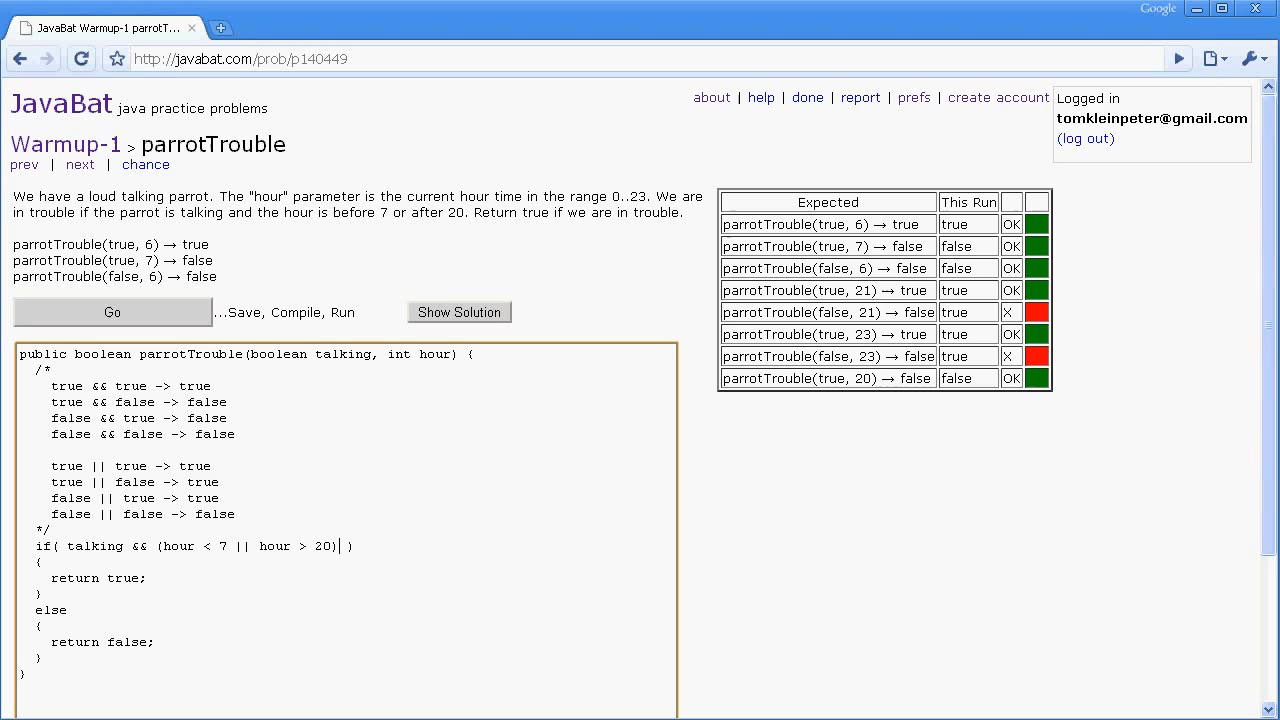 Google
JavaBat Warmup-1 parrotT...
http://javabat.com/prob/p140449
JavaBat java practice problems
about | help | done | report | prefs | create account
Logged in
tomkleinpeter@gmail.com
(log out)
Warmup-1 > parrotTrouble
prev | next | chance
We have a loud talking parrot. The "hour" parameter is the current hour time in the range 0..23. We are
in trouble if the parrot is talking and the hour is before 7 or after 20. Return true if we are in trouble.
parrotTrouble(true, 6) → true
parrotTrouble(true, 7) → false
parrotTrouble(false, 6) → false
Go ...Save, Compile, Run Show Solution
public boolean parrotTrouble(boolean talking, int hour) {
/*
true && true -> true
true && false -> false
false && true -> false
false && false -> false
true || true -> true
true || false -> true
false || true -> true
false || false -> false
*/
if( talking && (hour < 7 || hour > 20) )
{
return true;
}
else
{
return false;
}
}
Expected This Run
parrotTrouble(true, 6) → true true OK
parrotTrouble(true, 7) → false false OK
parrotTrouble(false, 6) → false false OK
parrotTrouble(true, 21) → true true OK
parrotTrouble(false, 21) → false true X
parrotTrouble(true, 23) → true true OK
parrotTrouble(false, 23) → false true X
parrotTrouble(true, 20) → false false OK